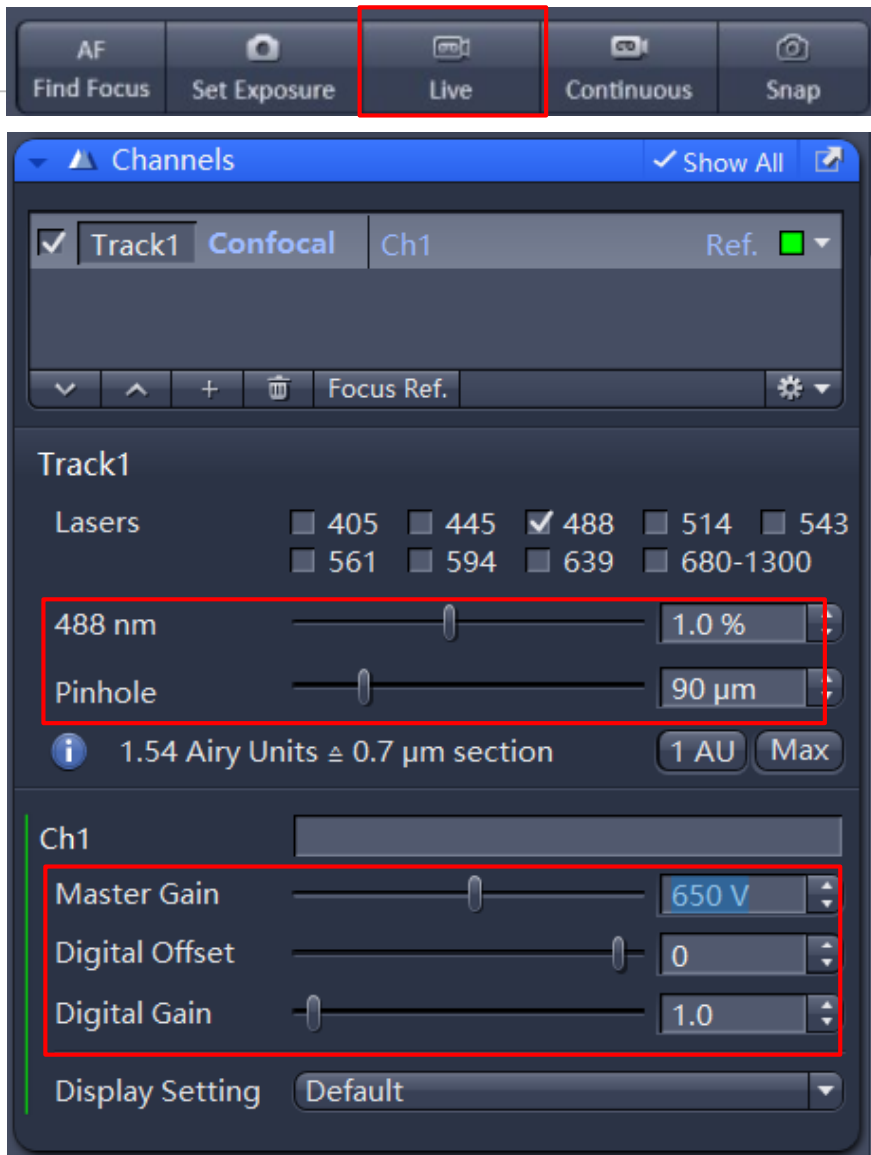 AF
Find Focus
Set Exposure
Live
Continuous
Snap
Channels
Show All
Track1 Confocal Ch1 Ref.
+ Focus Ref.
Track1
Lasers 405 445 488 514 543
561 594 639 680-1300
488 nm 1.0 %
Pinhole 90 µm
i 1.54 Airy Units ≙ 0.7 µm section 1 AU Max
Ch1
Master Gain 650 V
Digital Offset 0
Digital Gain 1.0
Display Setting Default